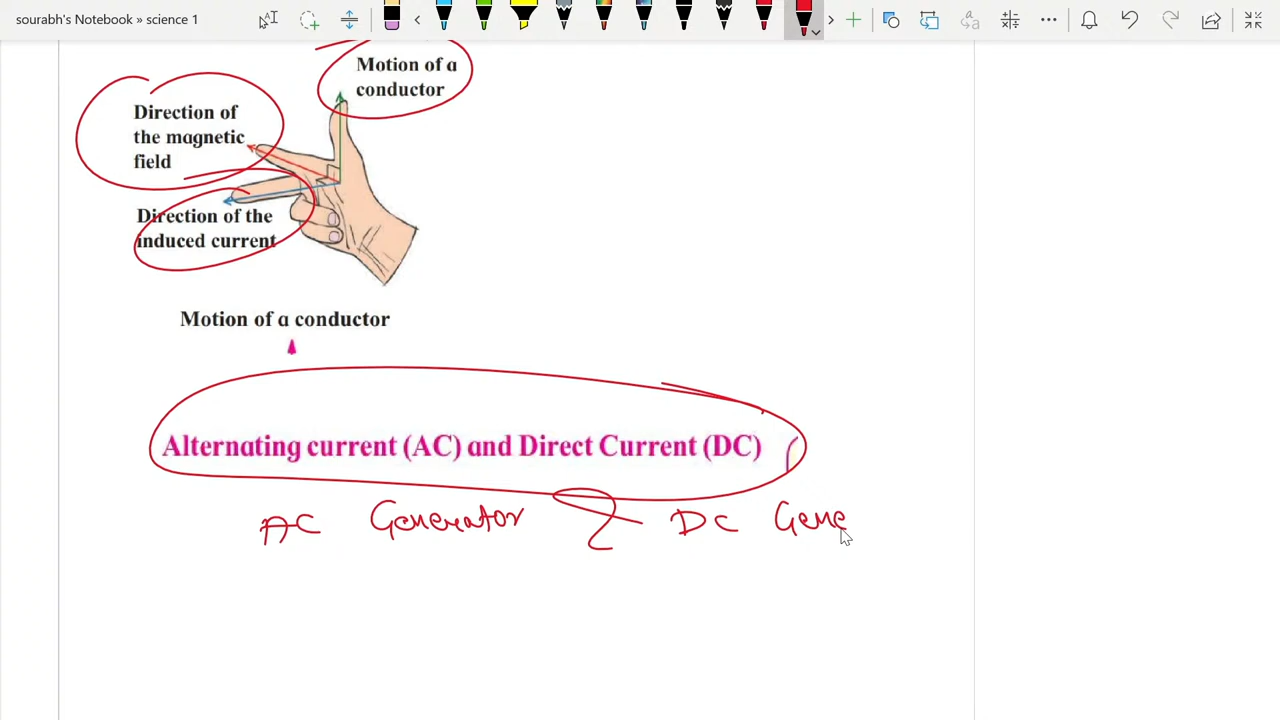 sourabh's Notebook » science 1
Motion of a
conductor
Direction of
the magnetic
field
Direction of the
induced current
Motion of a conductor
Alternating current (AC) and Direct Current (DC)
AC Generator & DC Gene